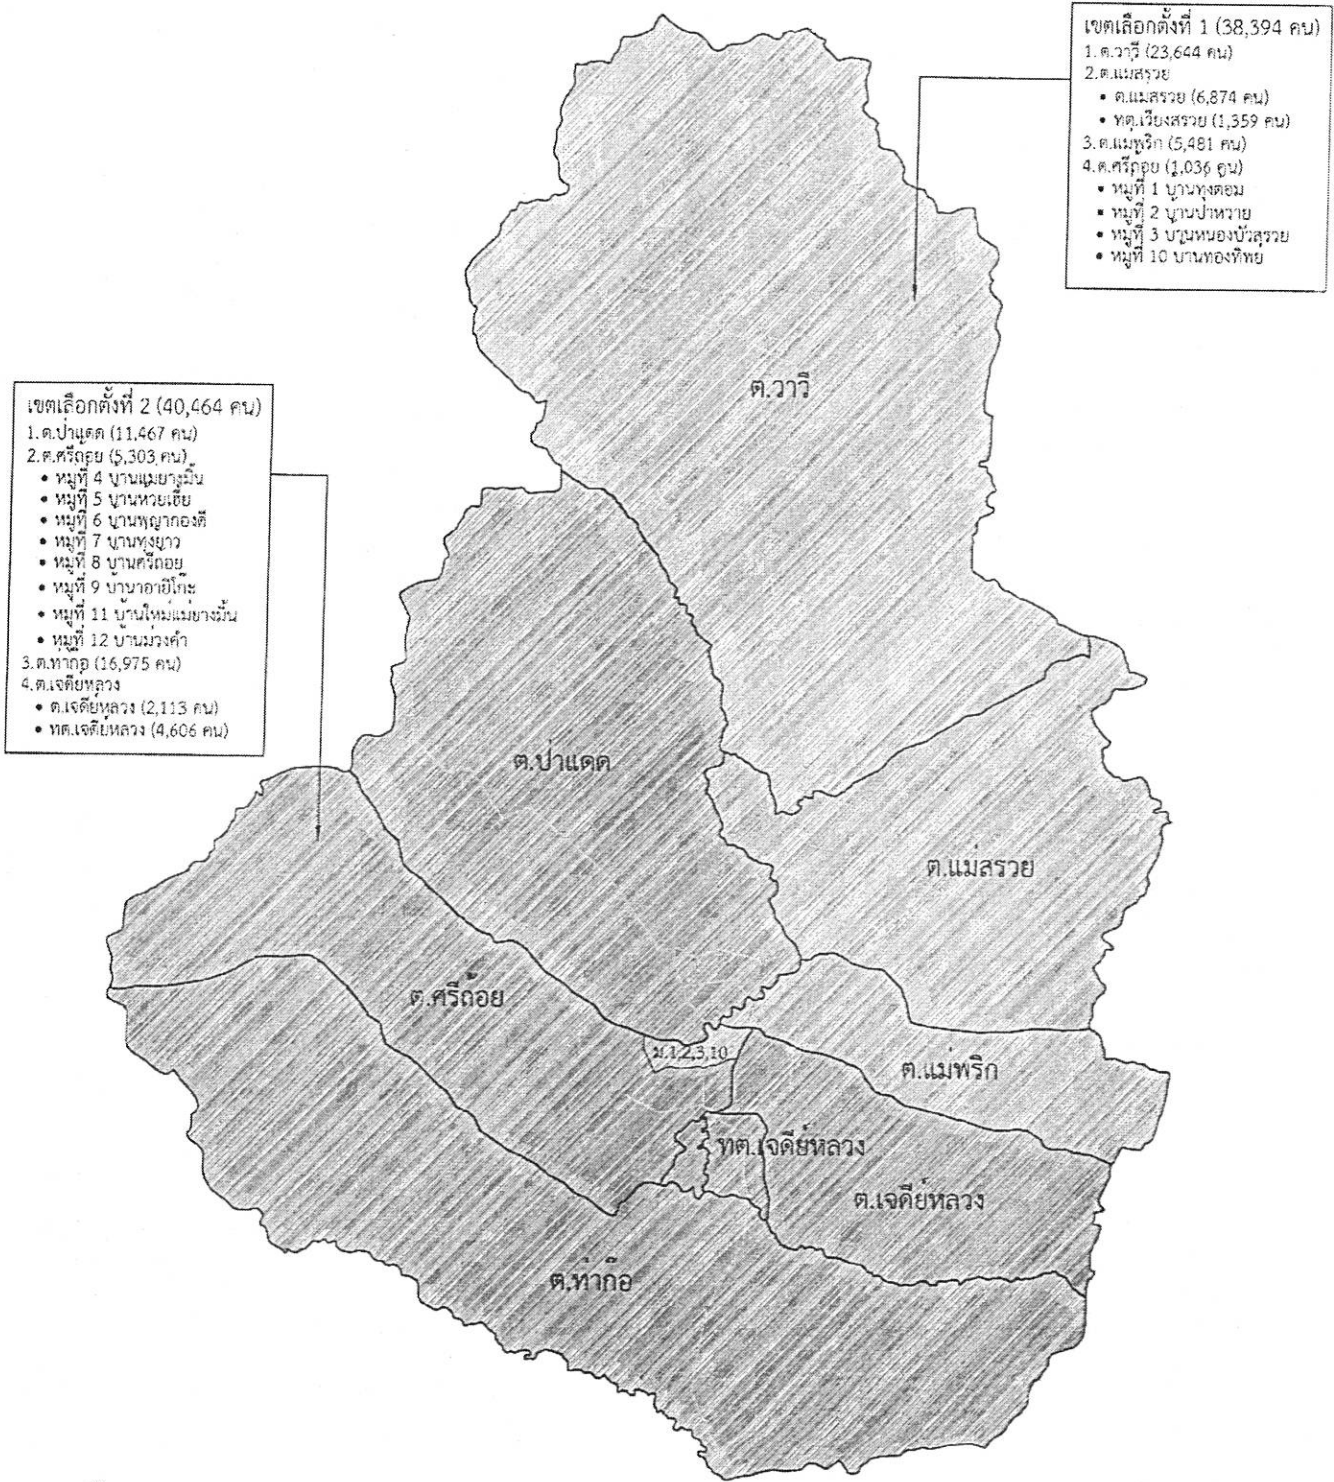 เขตเลือกตั้งที่ 1 (38,394 คน)
1.ต.วาวี (23,644 คน)
2.ต.แม่สรวย
• ต.แม่สรวย (6,874 คน)
• ทต.เวียงสรวย (1,359 คน)
3.ต.แม่พริก (5,481 คน)
4.ต.ศรีถ้อย (1,036 คน)
• หมู่ที่ 1 บ้านทุ่งต้อม
▪ หมู่ที่ 2 บ้านป่าหวาย
• หมู่ที่ 3 บ้านหนองบัวสรวย
• หมู่ที่ 10 บ้านทองทิพย์
เขตเลือกตั้งที่ 2 (40,464 คน)
1.ต.ป่าแดด (11,467 คน)
2.ต.ศรีถ้อย (5,303 คน)
• หมู่ที่ 4 บ้านแม่ยางมิ้น
• หมู่ที่ 5 บ้านห้วยเฮี้ย
• หมู่ที่ 6 บ้านพญากองดี
• หมู่ที่ 7 บ้านทุ่งยาว
• หมู่ที่ 8 บ้านศรีถ้อย
• หมู่ที่ 9
• หมู่ที่ 11 บ้านใหม่แม่ยางมิ้น
• หมู่ที่ 12 บ้านม่วงคำ
3.ต.ท่าก๊อ (16,975 คน)
4.ต.เจดีย์หลวง
• ต.เจดีย์หลวง (2,113 คน)
• ทต.เจดีย์หลวง (4,606 คน)
ต.วาวี
ต.ป่าแดด
ต.แม่สรวย
ต.ศรีถ้อย
ม.1,2,3,10
ต.แม่พริก
ทต.เจดีย์หลวง
ต.เจดีย์หลวง
ต.ท่าก๊อ